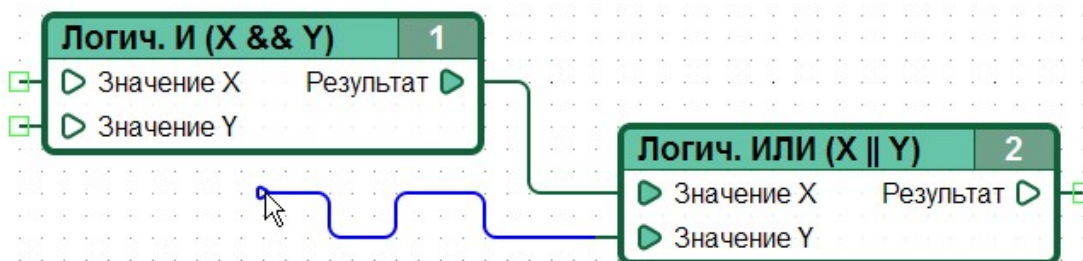 Логич. И (X && Y) 1
Значение X Результат
Значение Y
Логич. ИЛИ (X || Y) 2
Значение X Результат
Значение Y